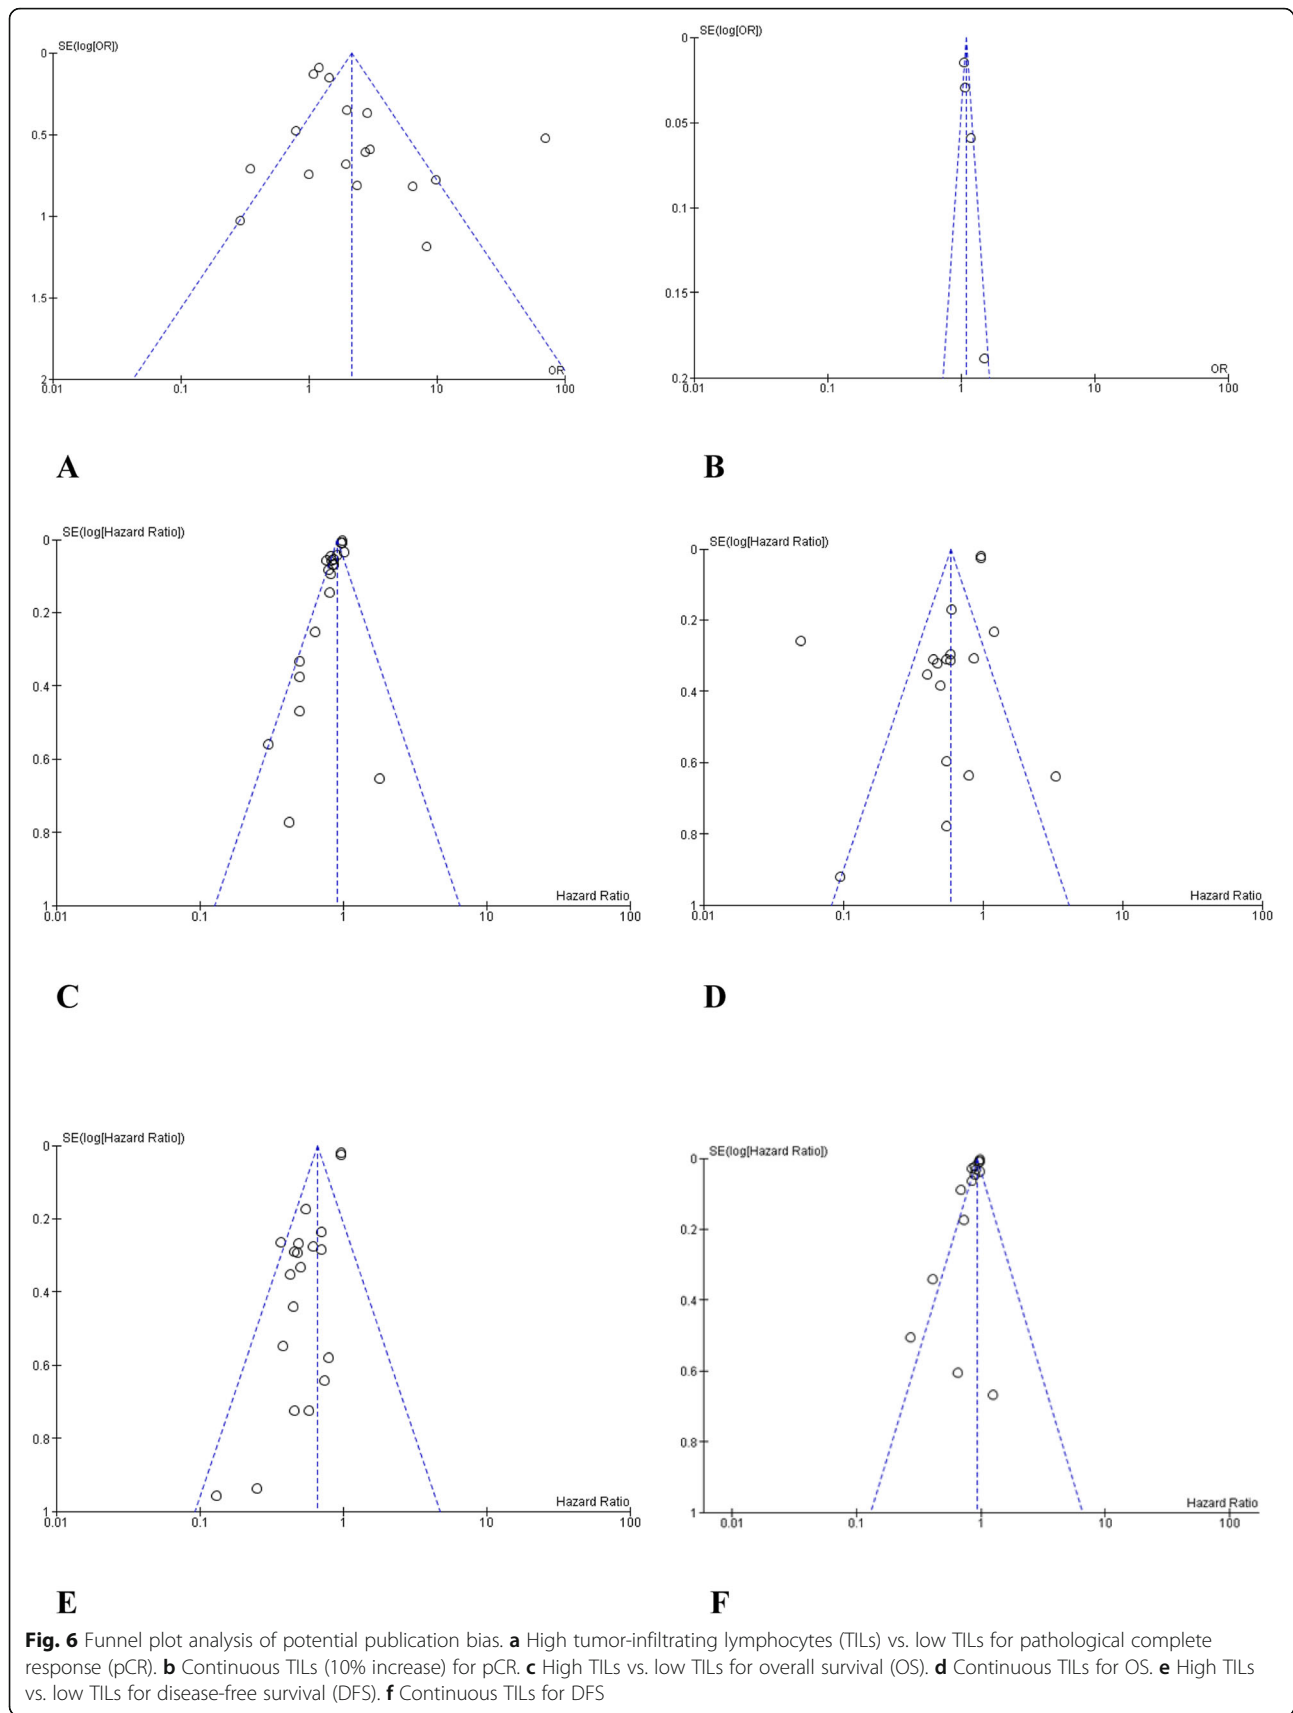 SE(log[OR])
0
0.5
1
1.5
2
0.01 0.1 1 10 100
OR
A
SE(log[OR])
0
0.05
0.1
0.15
0.2
0.01 0.1 1 10 100
OR
B
SE(log[Hazard Ratio])
0
0.2
0.4
0.6
0.8
1
Hazard Ratio
0.01 0.1 1 10 100
C
SE(log[Hazard Ratio])
0
0.2
0.4
0.6
0.8
1
Hazard Ratio
0.01 0.1 1 10 100
D
SE(log[Hazard Ratio])
0
0.2
0.4
0.6
0.8
1
Hazard Ratio
0.01 0.1 1 10 100
E
SE(log[Hazard Ratio])
0
0.2
0.4
0.6
0.8
1
Hazard Ratio
0.01 0.1 1 10 100
F
Fig. 6 Funnel plot analysis of potential publication bias. a High tumor-infiltrating lymphocytes (TILs) vs. low TILs for pathological complete
response (pCR). b Continuous TILs (10% increase) for pCR. c High TILs vs. low TILs for overall survival (OS). d Continuous TILs for OS. e High TILs
vs. low TILs for disease-free survival (DFS). f Continuous TILs for DFS